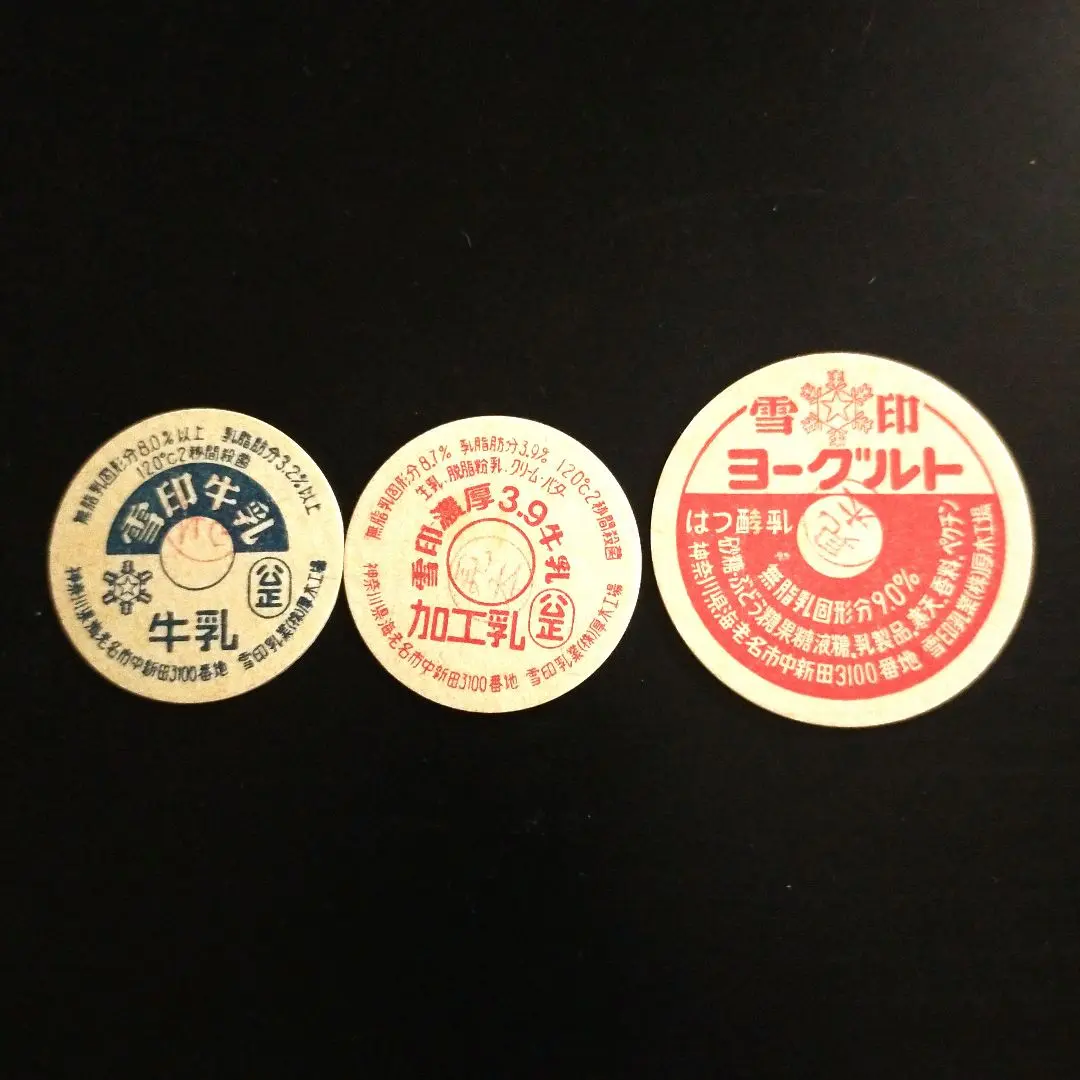 無脂乳固形分8.0%以上 乳脂肪分3.2%以上
120℃2秒間殺菌
雪印牛乳
公正
牛乳
神奈川県海老名市中新田3100番地 雪印乳業(株)厚木工場
無脂乳固形分8.7% 乳脂肪分3.9% 120℃2秒間殺菌
生乳、脱脂粉乳、クリーム・バター
雪印濃厚3.9牛乳
公正
加工乳
神奈川県海老名市中新田3100番地 雪印乳業(株)厚木工場
雪印
ヨーグルト
はつ酵乳
無脂乳固形分9.0%
砂糖・ぶどう糖果糖液糖、乳製品、寒天、香料、ペクチン
神奈川県海老名市中新田3100番地 雪印乳業(株)厚木工場